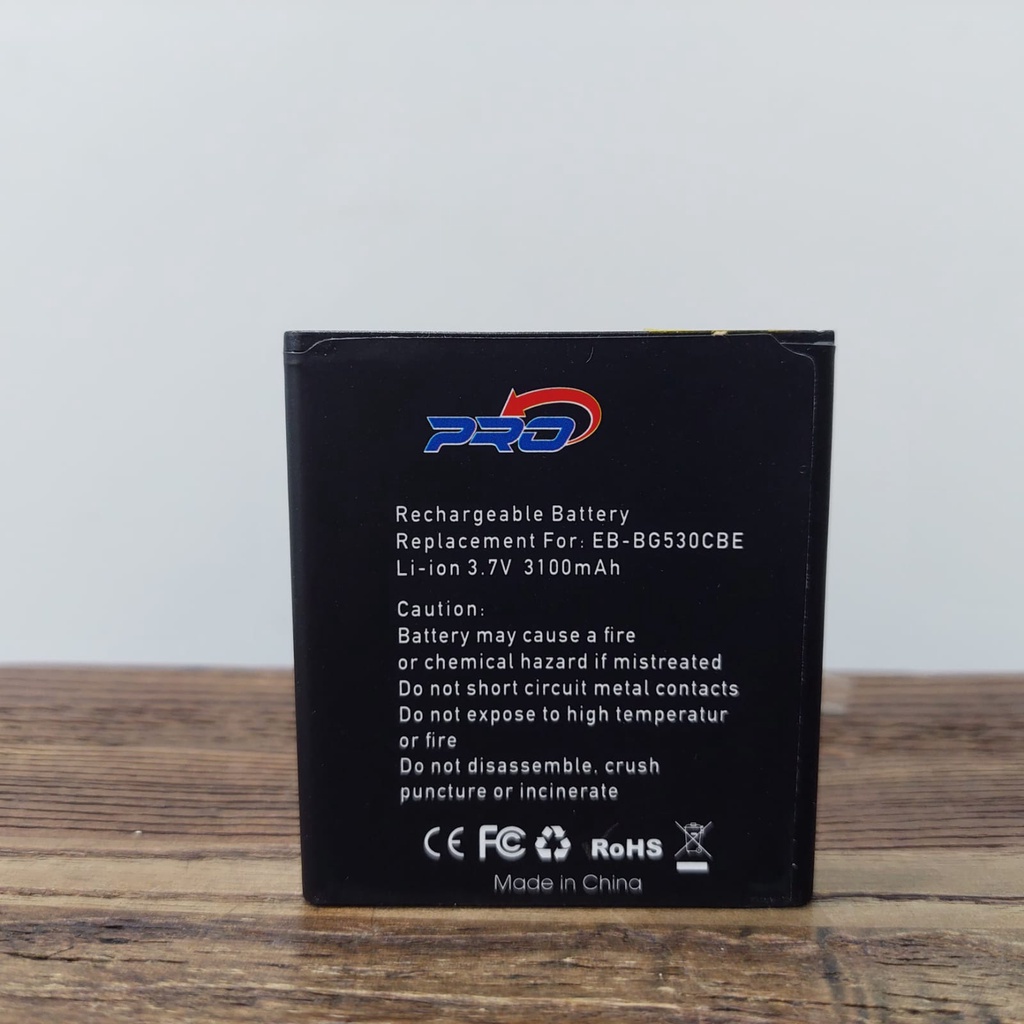 PRO
Rechargeable Battery
Replacement For: EB-BG530CBE
Li-ion 3.7V 3100mAh
Caution:
Battery may cause a fire
or chemical hazard if mistreated
Do not short circuit metal contacts
Do not expose to high temperatur
or fire
Do not disassemble, crush
puncture or incinerate
CE FC RoHS
Made in China